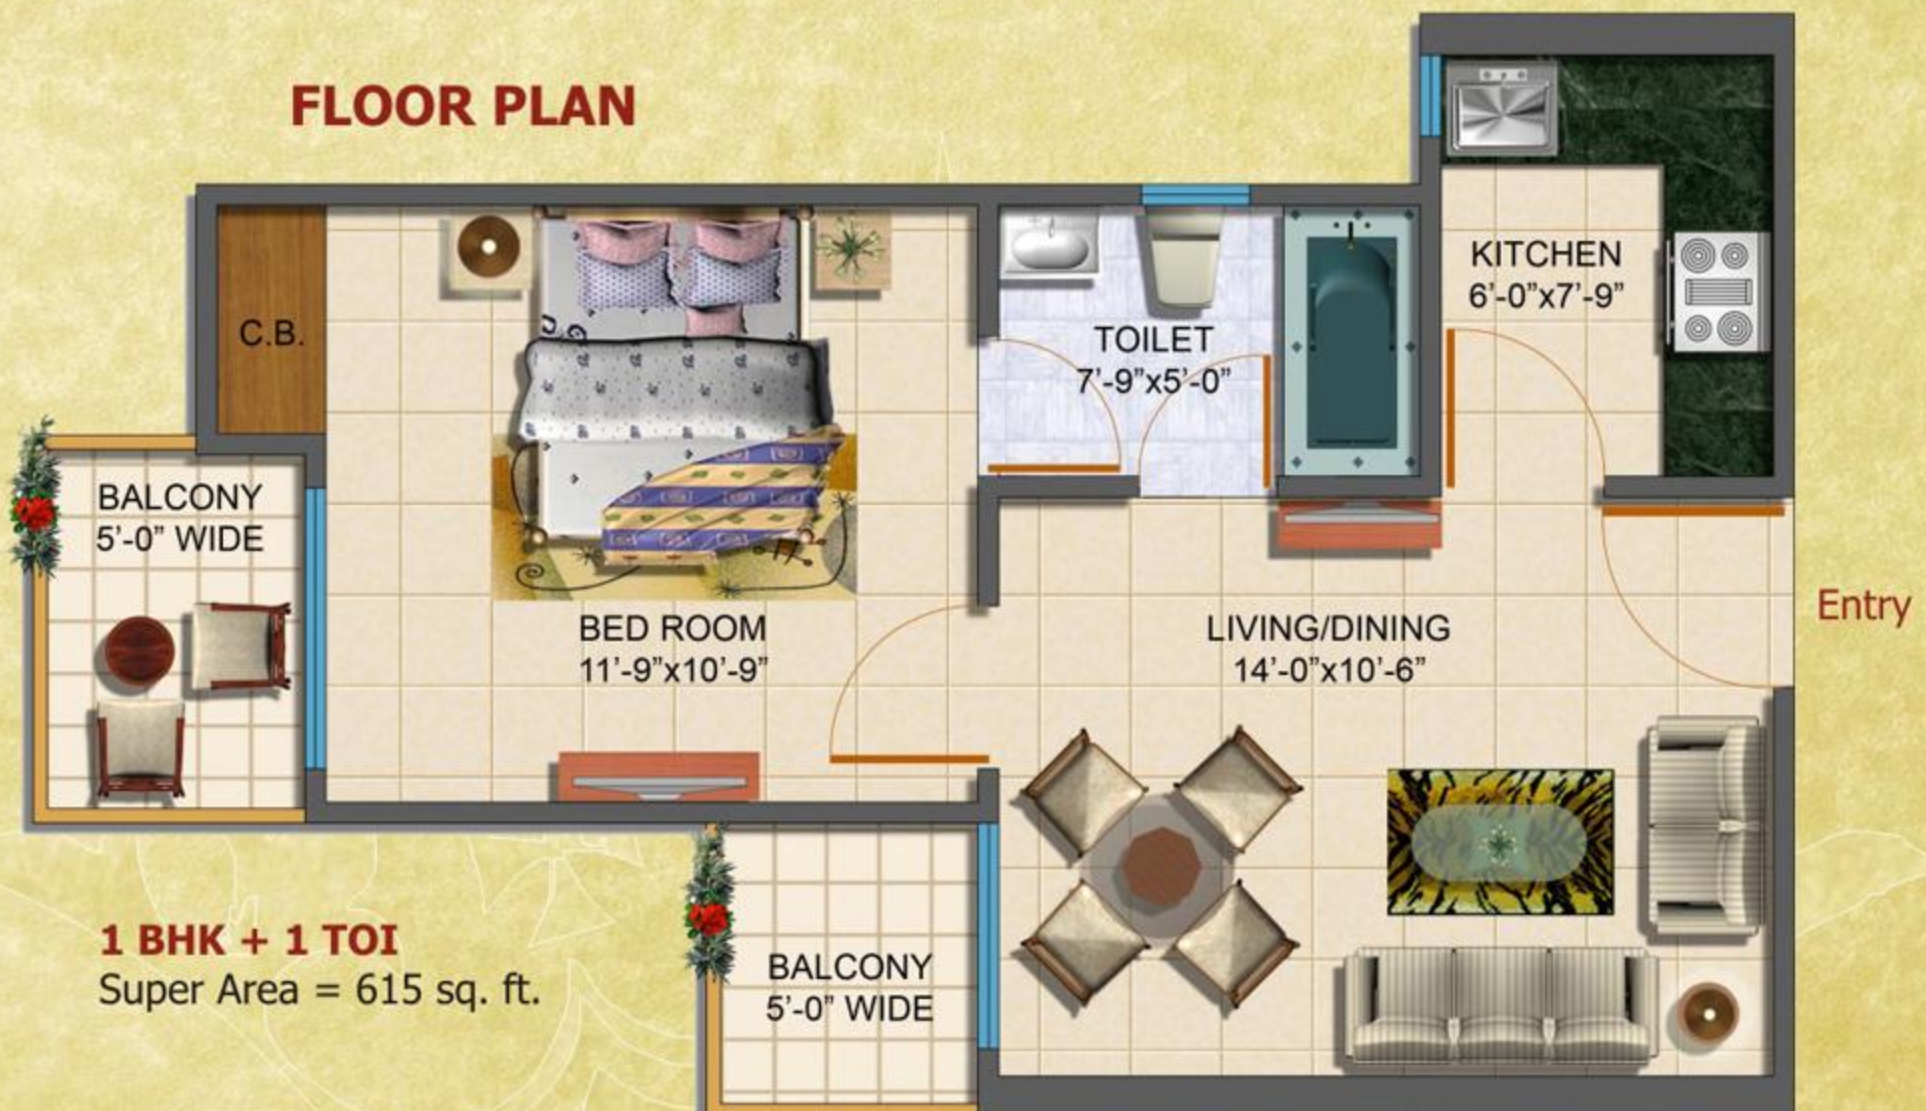 FLOOR PLAN
C.B.
TOILET
7'-9"x5'-0"
KITCHEN
6'-0"x7'-9"
BALCONY
5'-0" WIDE
BED ROOM
11'-9"x10'-9"
LIVING/DINING
14'-0"x10'-6"
Entry
1 BHK + 1 TOI
Super Area = 615 sq. ft.
BALCONY
5'-0" WIDE